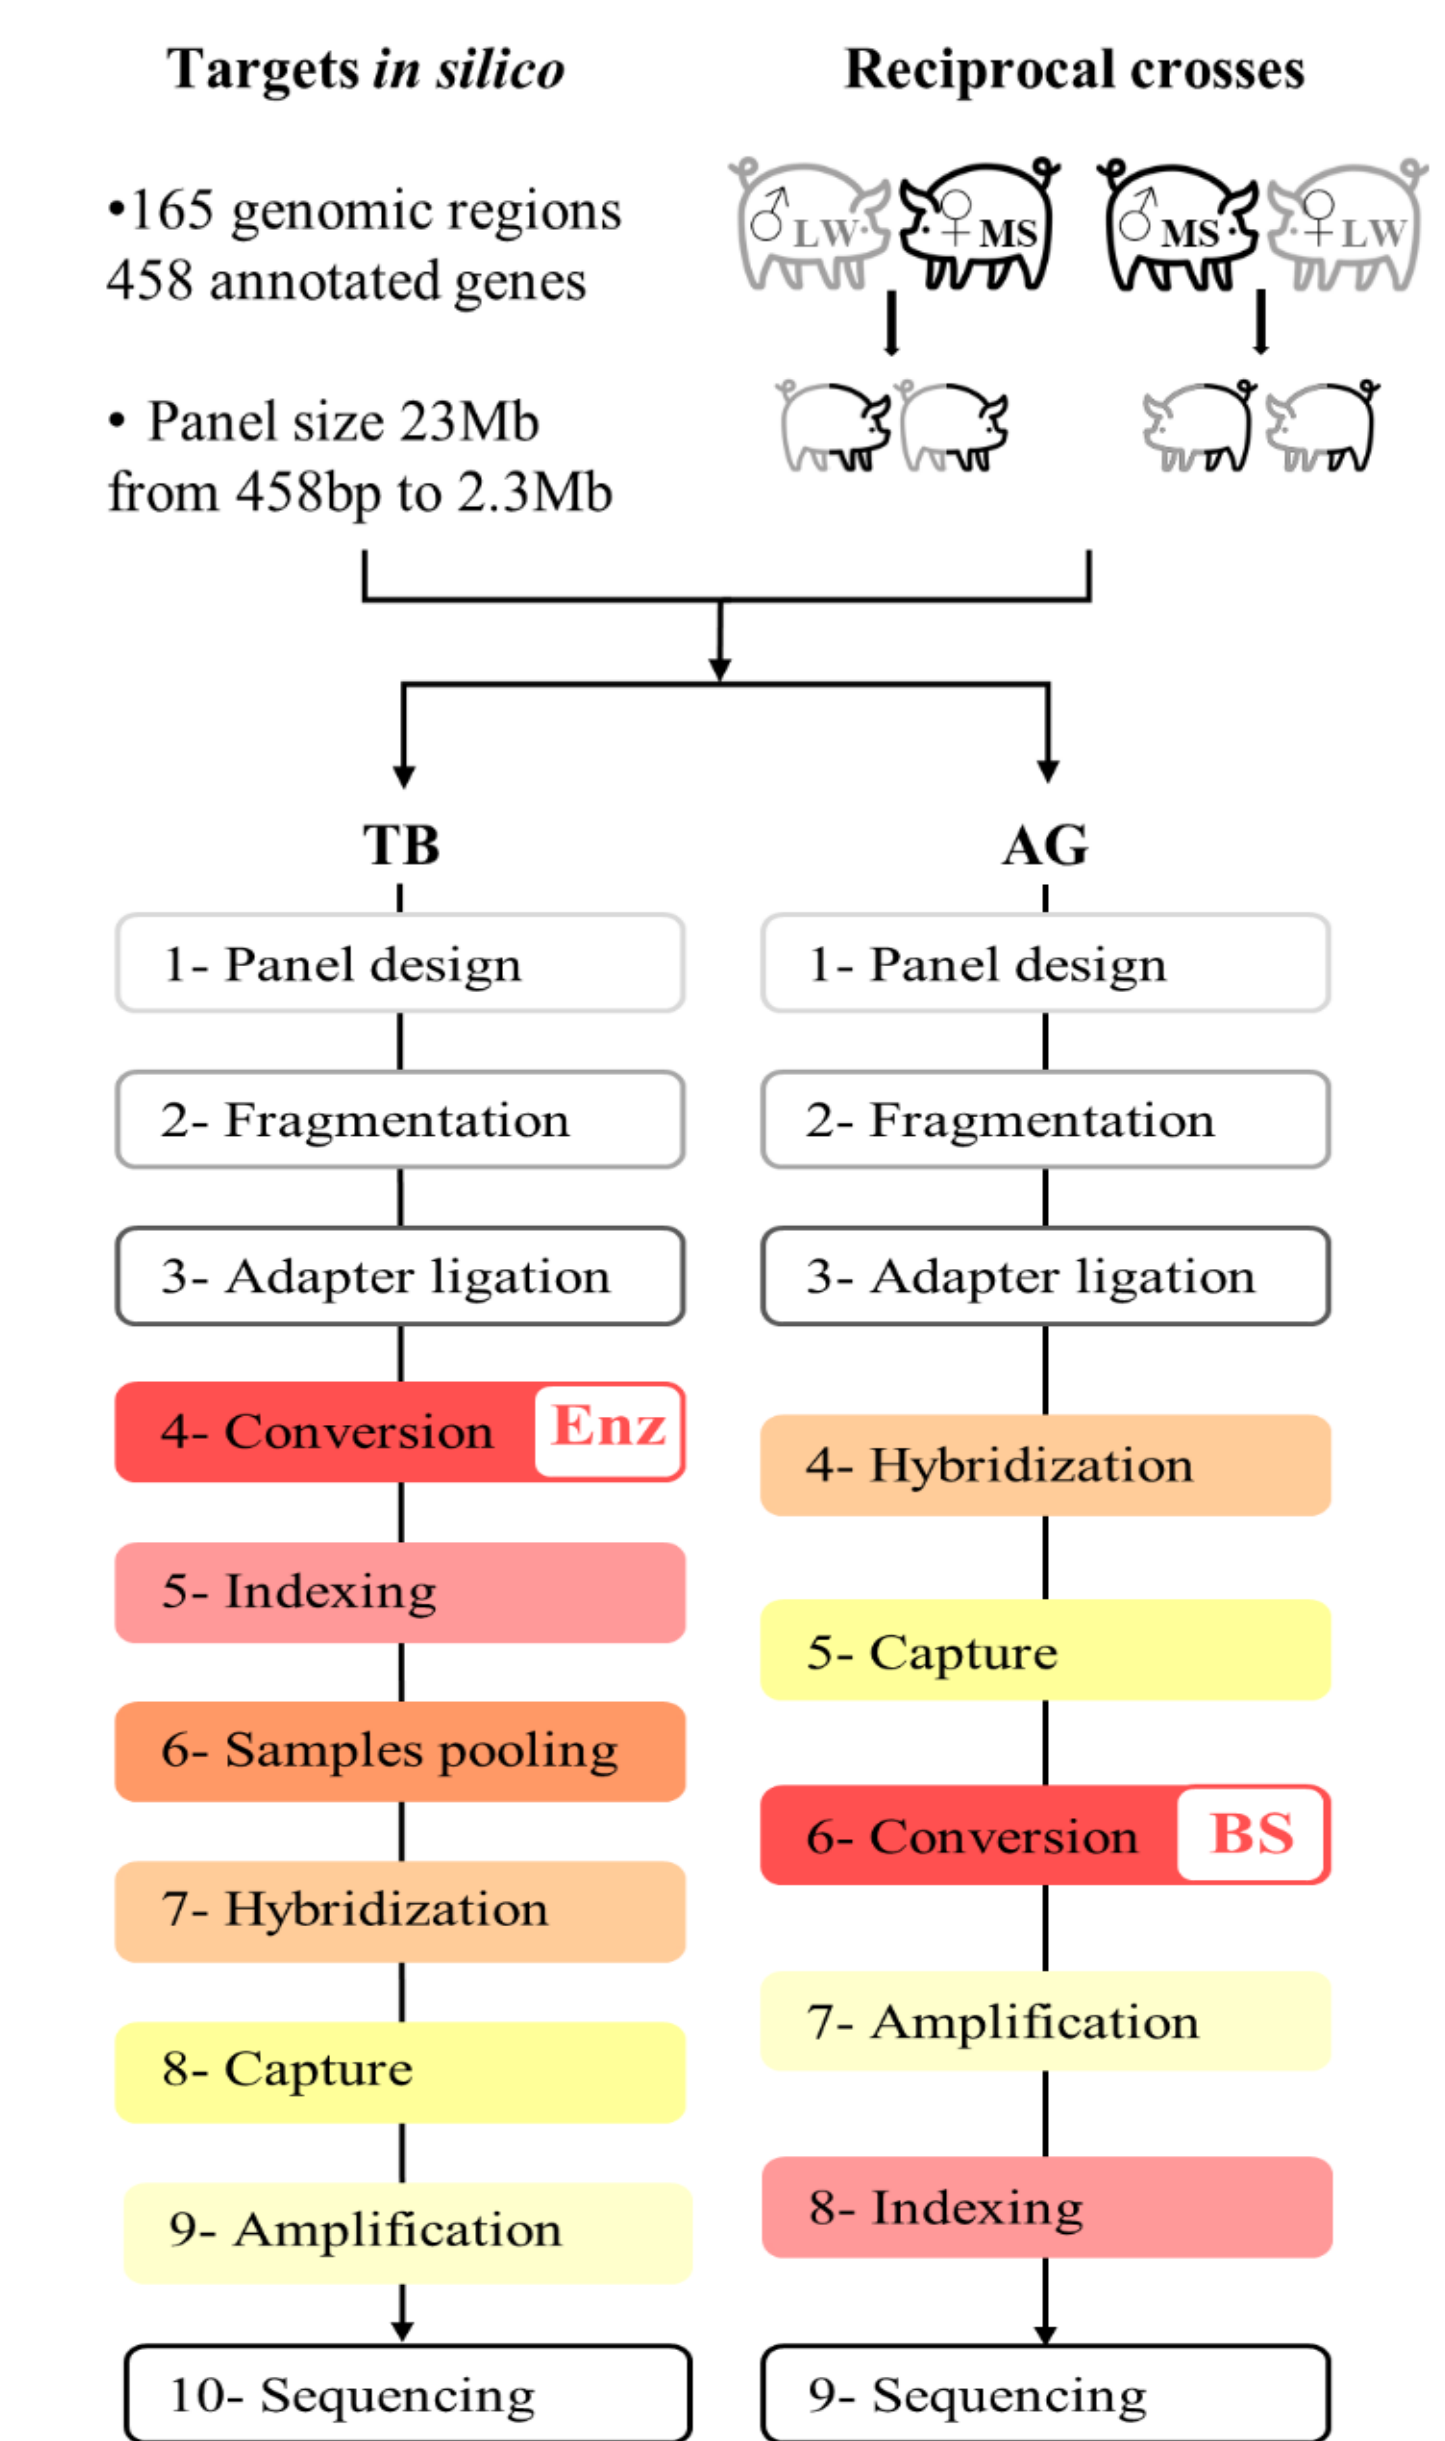 Targets in silico
•165 genomic regions
458 annotated genes
• Panel size 23Mb
from 458bp to 2.3Mb
Reciprocal crosses
♂LW ♀MS ♂MS ♀LW
TB
1- Panel design
2- Fragmentation
3- Adapter ligation
4- Conversion Enz
5- Indexing
6- Samples pooling
7- Hybridization
8- Capture
9- Amplification
10- Sequencing
AG
1- Panel design
2- Fragmentation
3- Adapter ligation
4- Hybridization
5- Capture
6- Conversion BS
7- Amplification
8- Indexing
9- Sequencing